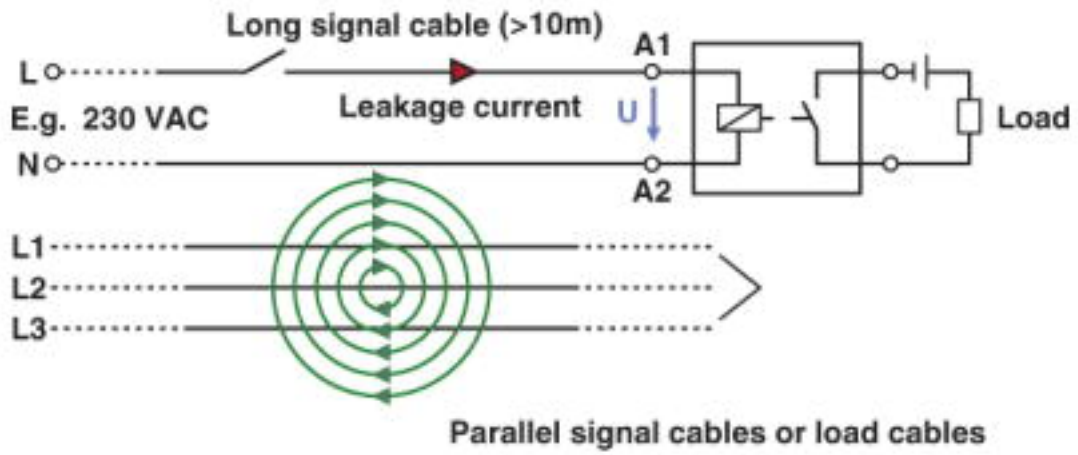 Long signal cable (>10m)
A1
L
Leakage current
U
E.g. 230 VAC
Load
N
A2
L1
L2
L3
Parallel signal cables or load cables